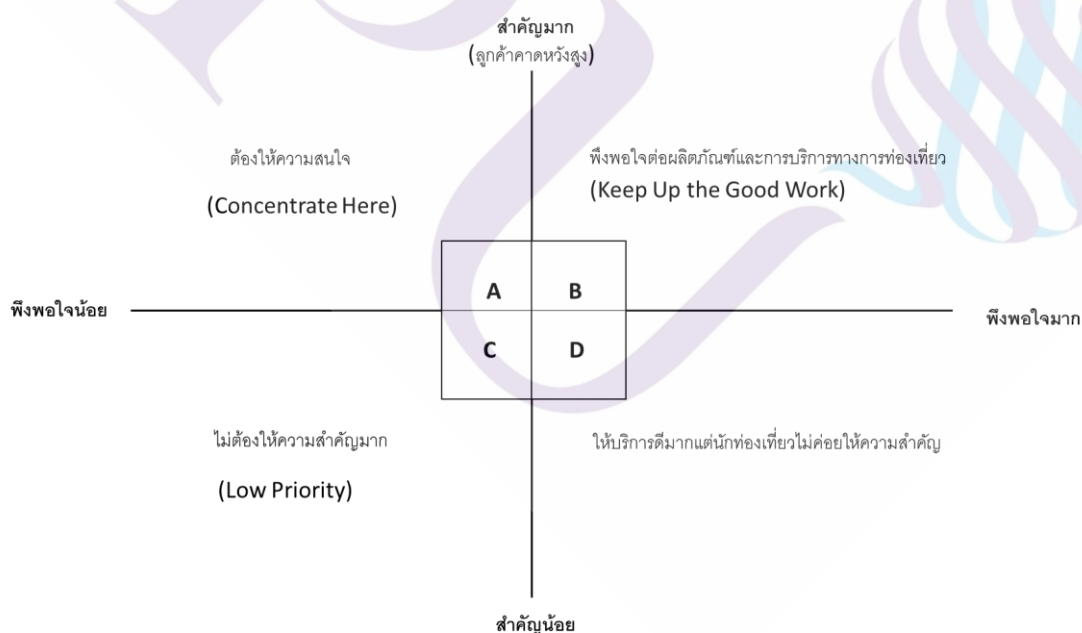 สำคัญมาก
(ลูกค้าคาดหวังสูง)
ต้องให้ความสนใจ
(Concentrate Here)
พึงพอใจต่อผลิตภัณฑ์และการบริการทางการท่องเที่ยว
(Keep Up the Good Work)
A
B
พึงพอใจน้อย
พึงพอใจมาก
C
D
ไม่ต้องให้ความสำคัญมาก
(Low Priority)
ให้บริการดีมากแต่นักท่องเที่ยวไม่ค่อยให้ความสำคัญ
สำคัญน้อย